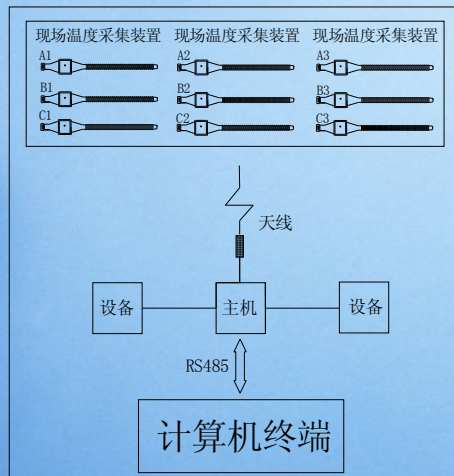 现场温度采集装置 现场温度采集装置 现场温度采集装置
A1 A2 A3
B1 B2 B3
C1 C2 C3
天线
设备 主机 设备
RS485
计算机终端